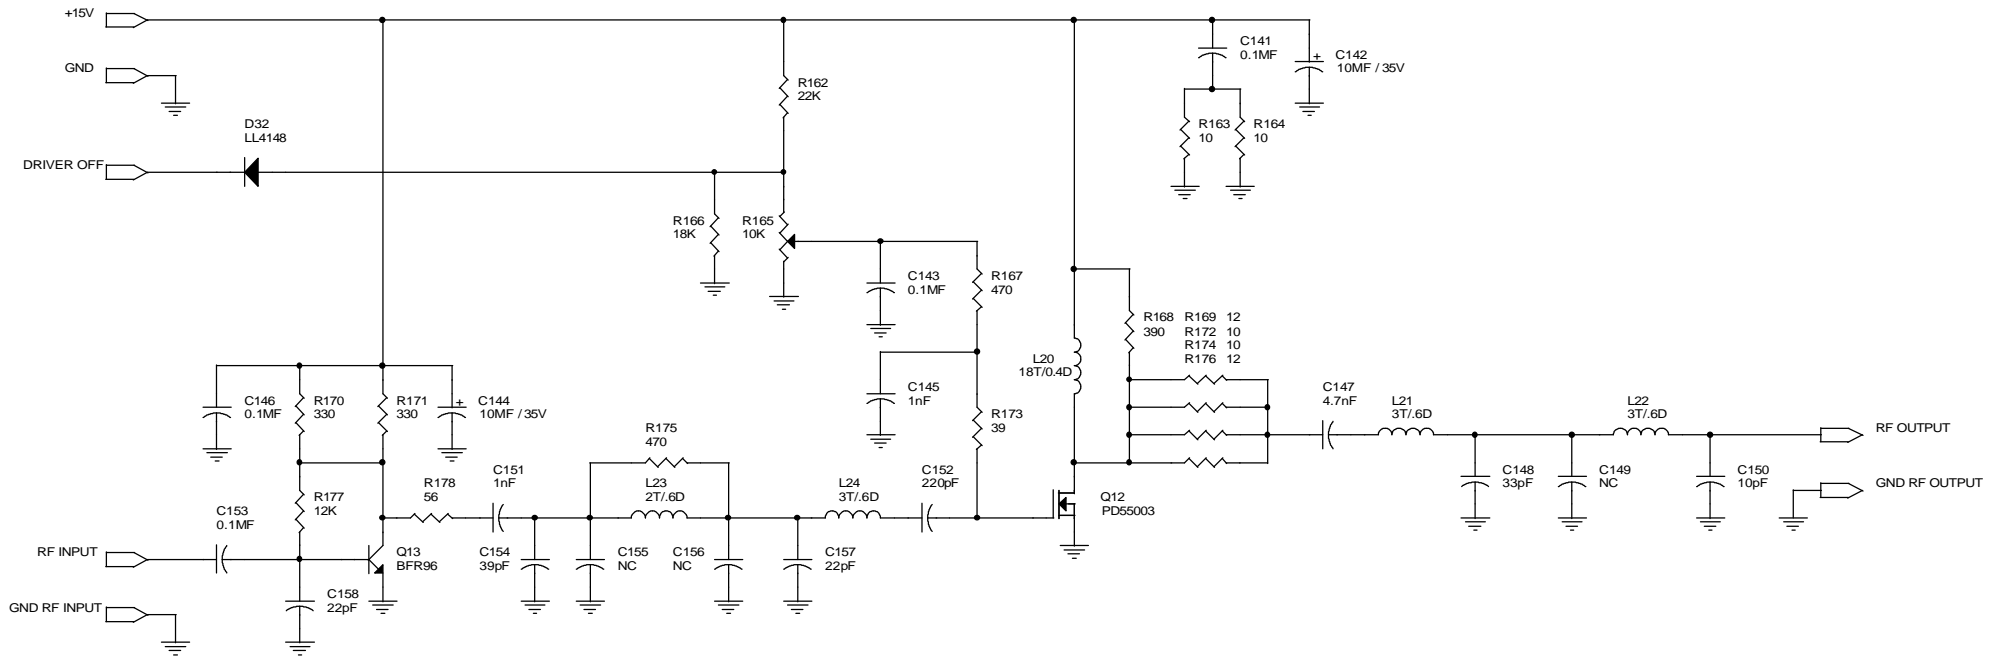 +15V
GND
D32
LL4148
DRIVER OFF
R162
22K
C141
0.1MF
+
C142
10MF / 35V
R163
10
R164
10
R166
18K
R165
10K
C143
0.1MF
R167
470
R168
390
R169 12
R172 10
R174 10
R176 12
L20
18T/0.4D
C146
0.1MF
R170
330
R171
330
+
C144
10MF / 35V
C145
1nF
R173
39
C147
4.7nF
L21
3T/.6D
L22
3T/.6D
RF OUTPUT
R175
470
C148
33pF
C149
NC
C150
10pF
GND RF OUTPUT
R177
12K
R178
56
C151
1nF
L23
2T/.6D
L24
3T/.6D
C152
220pF
Q12
PD55003
C153
0.1MF
RF INPUT
Q13
BFR96
C154
39pF
C155
NC
C156
NC
C157
22pF
C158
22pF
GND RF INPUT